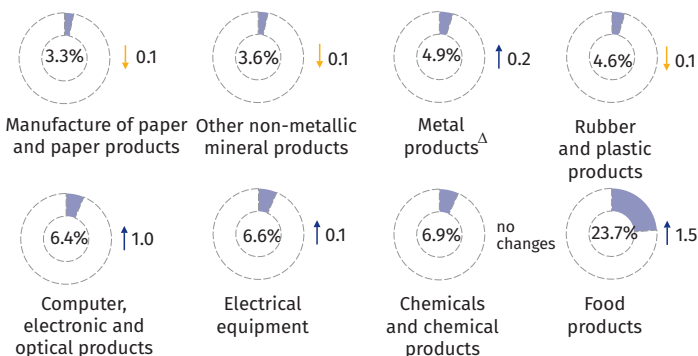 3.3% ↓ 0.1
3.6% ↓ 0.1
4.9% ↑ 0.2
4.6% ↓ 0.1
Manufacture of paper
and paper products
Other non-metallic
mineral products
Metal
products Δ
Rubber
and plastic
products
6.4% ↑ 1.0
6.6% ↑ 0.1
6.9% no
changes
23.7% ↑ 1.5
Computer,
electronic and
optical products
Electrical
equipment
Chemicals
and chemical
products
Food
products